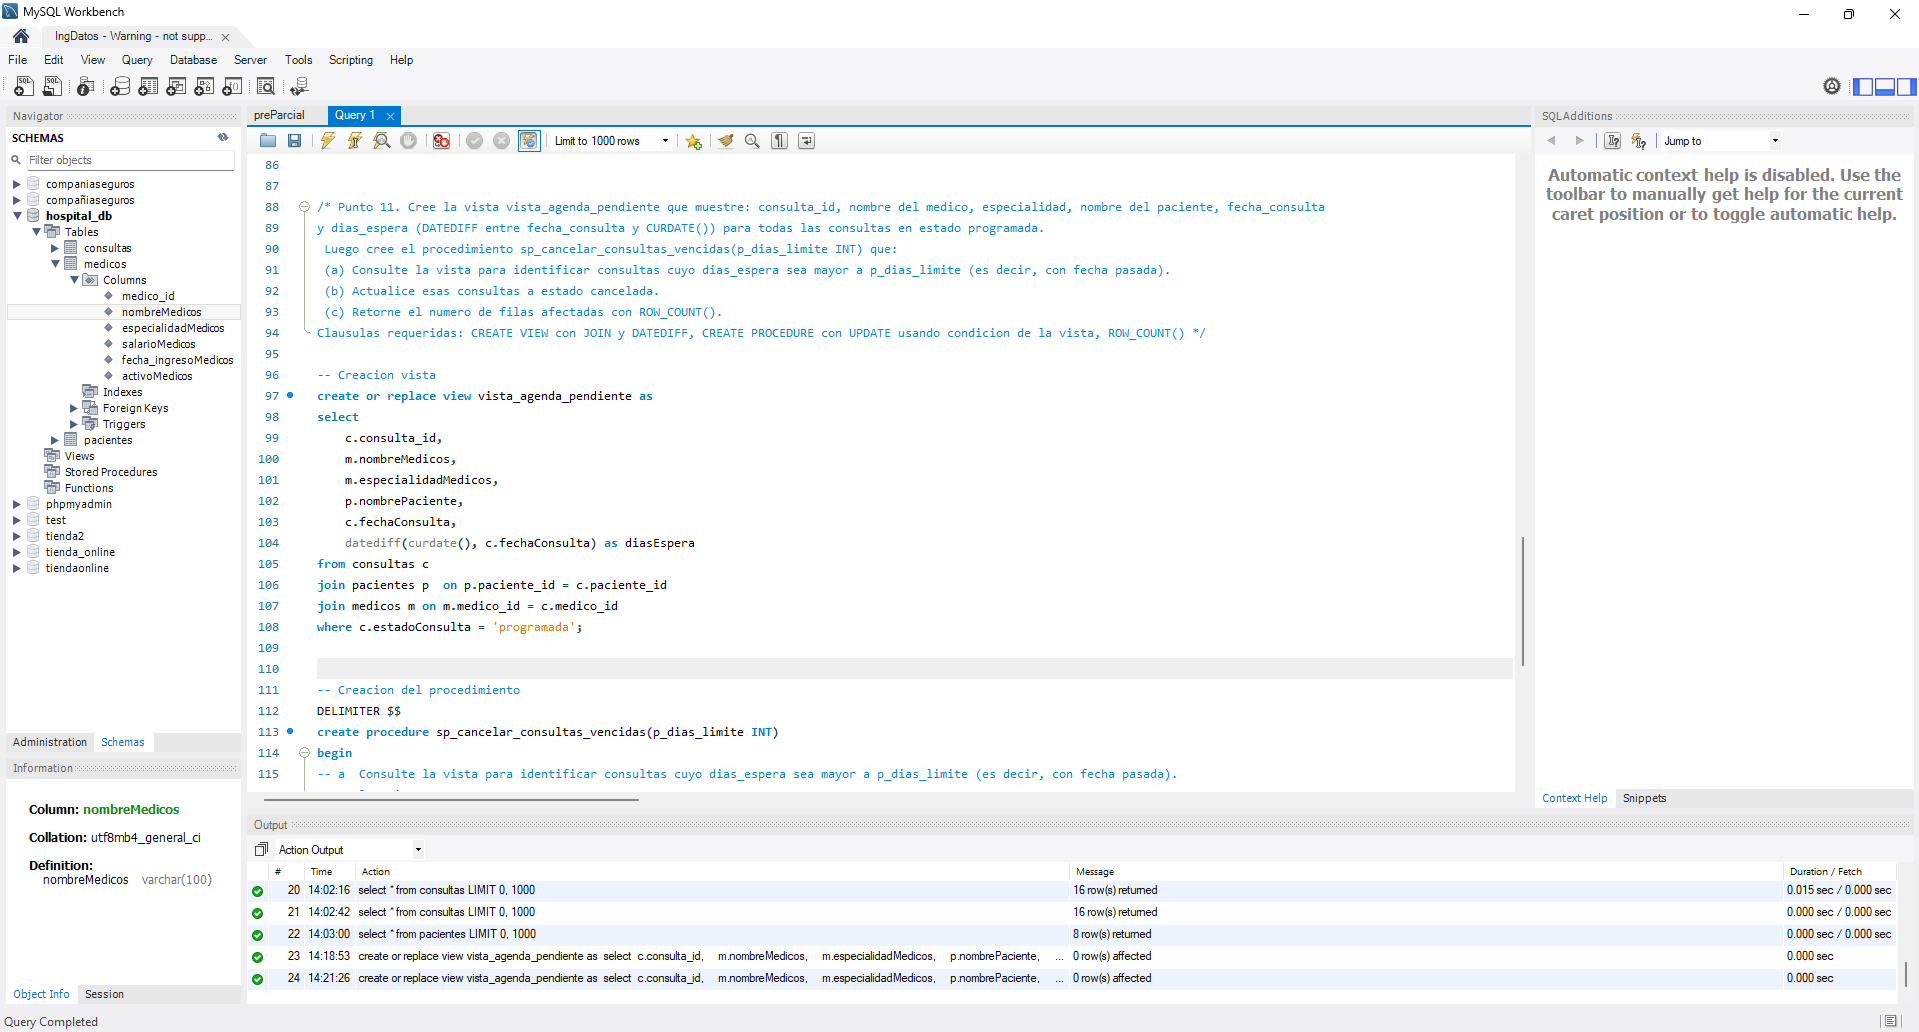 MySQL Workbench
IngDatos - Warning - not supp...
File Edit View Query Database Server Tools Scripting Help
Navigator
SCHEMAS
Filter objects
companiaseguros
compañiaseguros
hospital_db
Tables
consultas
medicos
Columns
medico_id
nombreMedicos
especialidadMedicos
salarioMedicos
fecha_ingresoMedicos
activoMedicos
Indexes
Foreign Keys
Triggers
pacientes
Views
Stored Procedures
Functions
phpmyadmin
test
tienda2
tienda_online
tiendaonline
Administration Schemas
Information
Column: nombreMedicos
Collation: utf8mb4_general_ci
Definition:
nombreMedicos varchar(100)
Object Info Session
preParcial Query 1
Limit to 1000 rows
86
87
88 /* Punto 11. Cree la vista vista_agenda_pendiente que muestre: consulta_id, nombre del medico, especialidad, nombre del paciente, fecha_consulta
89 y dias_espera (DATEDIFF entre fecha_consulta y CURDATE()) para todas las consultas en estado programada.
90 Luego cree el procedimiento sp_cancelar_consultas_vencidas(p_dias_limite INT) que:
91 (a) Consulte la vista para identificar consultas cuyo dias_espera sea mayor a p_dias_limite (es decir, con fecha pasada).
92 (b) Actualice esas consultas a estado cancelada.
93 (c) Retorne el numero de filas afectadas con ROW_COUNT().
94 Clausulas requeridas: CREATE VIEW con JOIN y DATEDIFF, CREATE PROCEDURE con UPDATE usando condicion de la vista, ROW_COUNT() */
95
96 -- Creacion vista
97 create or replace view vista_agenda_pendiente as
98 select
99 c.consulta_id,
100 m.nombreMedicos,
101 m.especialidadMedicos,
102 p.nombrePaciente,
103 c.fechaConsulta,
104 datediff(curdate(), c.fechaConsulta) as diasEspera
105 from consultas c
106 join pacientes p  on p.paciente_id = c.paciente_id
107 join medicos m on m.medico_id = c.medico_id
108 where c.estadoConsulta = 'programada';
109
110
111 -- Creacion del procedimiento
112 DELIMITER $$
113 create procedure sp_cancelar_consultas_vencidas(p_dias_limite INT)
114 begin
115 -- a  Consulte la vista para identificar consultas cuyo dias_espera sea mayor a p_dias_limite (es decir, con fecha pasada).
SQLAdditions
Jump to
Automatic context help is disabled. Use the
toolbar to manually get help for the current
caret position or to toggle automatic help.
Context Help Snippets
Output
Action Output
# Time Action Message Duration / Fetch
20 14:02:16 select * from consultas LIMIT 0, 1000 16 row(s) returned 0.015 sec / 0.000 sec
21 14:02:42 select * from consultas LIMIT 0, 1000 16 row(s) returned 0.000 sec / 0.000 sec
22 14:03:00 select * from pacientes LIMIT 0, 1000 8 row(s) returned 0.000 sec / 0.000 sec
23 14:18:53 create or replace view vista_agenda_pendiente as select c.consulta_id, m.nombreMedicos, m.especialidadMedicos, p.nombrePaciente, ... 0 row(s) affected 0.000 sec
24 14:21:26 create or replace view vista_agenda_pendiente as select c.consulta_id, m.nombreMedicos, m.especialidadMedicos, p.nombrePaciente, ... 0 row(s) affected 0.000 sec
Query Completed